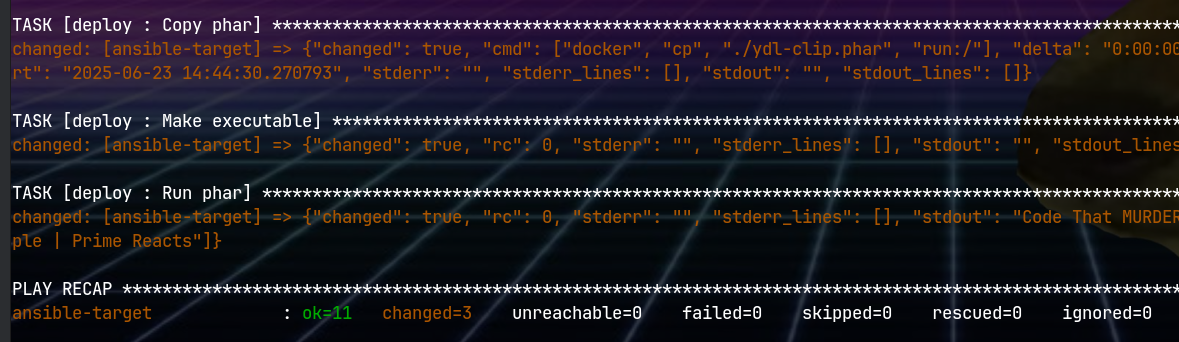 TASK [deploy : Copy phar] *******************************************************************************************
changed: [ansible-target] => {"changed": true, "cmd": ["docker", "cp", "./ydl-clip.phar", "run:/"], "delta": "0:00:00
rt": "2025-06-23 14:44:30.270793", "stderr": "", "stderr_lines": [], "stdout": "", "stdout_lines": []}
TASK [deploy : Make executable] *************************************************************************************
changed: [ansible-target] => {"changed": true, "rc": 0, "stderr": "", "stderr_lines": [], "stdout": "", "stdout_lines
TASK [deploy : Run phar] ********************************************************************************************
changed: [ansible-target] => {"changed": true, "rc": 0, "stderr": "", "stderr_lines": [], "stdout": "Code That MURDER
ple | Prime Reacts"]}
PLAY RECAP **********************************************************************************************************
ansible-target             : ok=11   changed=3    unreachable=0    failed=0    skipped=0    rescued=0    ignored=0